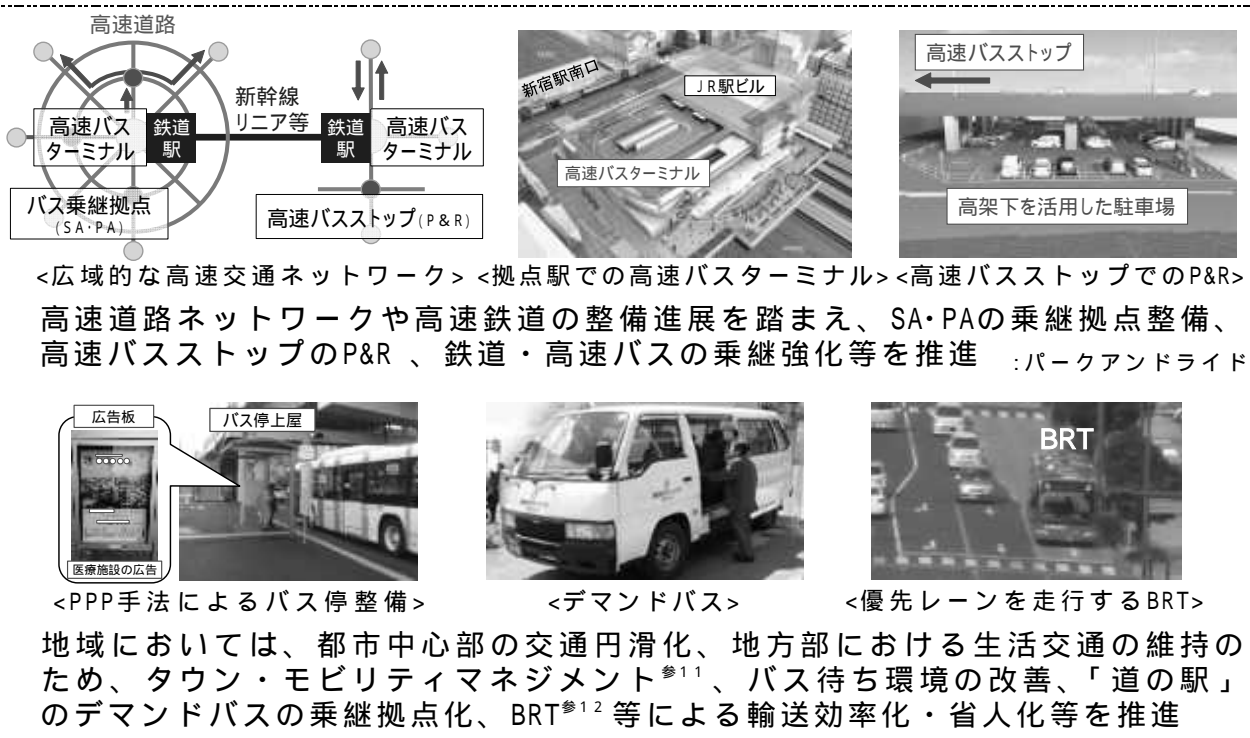 高速道路
新幹線
リニア等
高速バス
ターミナル
鉄道
駅
鉄道
駅
高速バス
ターミナル
バス乗継拠点
(SA･PA)
高速バスストップ(P&R)
新宿駅南口
JR駅ビル
高速バスターミナル
高速バスストップ
高架下を活用した駐車場
<広域的な高速交通ネットワーク> <拠点駅での高速バスターミナル> <高速バスストップでのP&R>
高速道路ネットワークや高速鉄道の整備進展を踏まえ、SA･PAの乗継拠点整備、
高速バスストップのP&R 、鉄道・高速バスの乗継強化等を推進 :パークアンドライド
広告板
医療施設の広告
バス停上屋
BRT
<PPP手法によるバス停整備> <デマンドバス> <優先レーンを走行するBRT>
地域においては、都市中心部の交通円滑化、地方部における生活交通の維持の
ため、タウン・モビリティマネジメント参11、バス待ち環境の改善、「道の駅」
のデマンドバスの乗継拠点化、BRT参12等による輸送効率化・省人化等を推進